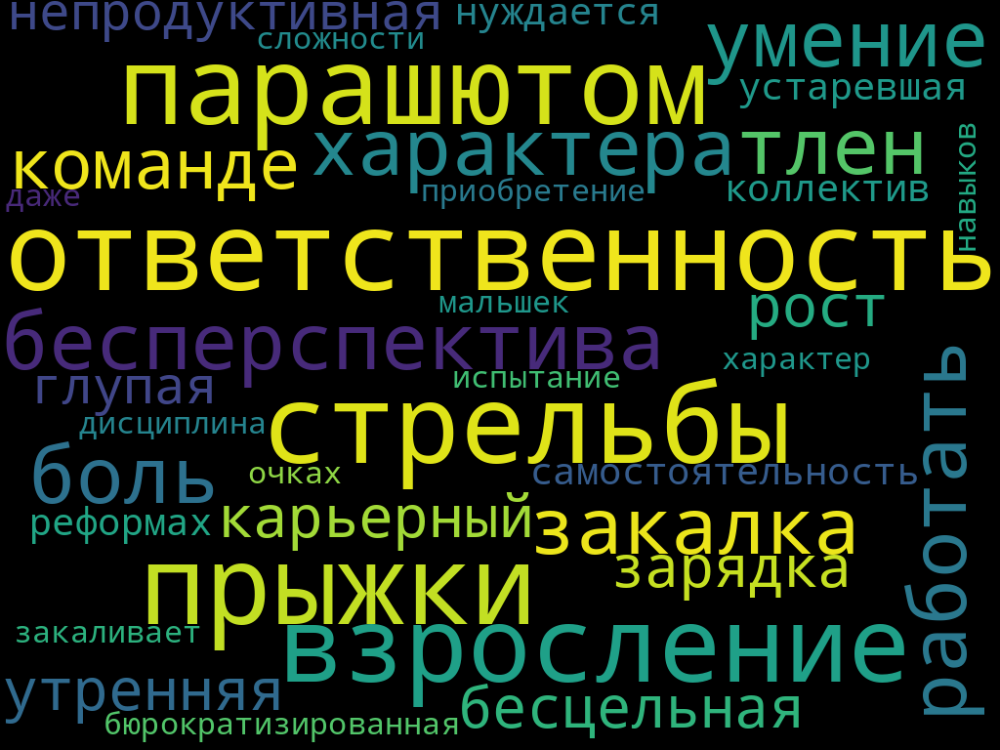 непродуктивная
нуждается
сложности
умение
парашютом
устаревшая
характера
тлен
команде
навыков
приобретение
коллектив
даже
ответственность
мальшек
рост
бесперспектива
характер
глупая
испытание
стрельбы
дисциплина
работать
боль
очках
самостоятельность
реформах
карьерный
закалка
прыжки
зарядка
закаливает
взросление
утренняя
бесцельная
бюрократизированная